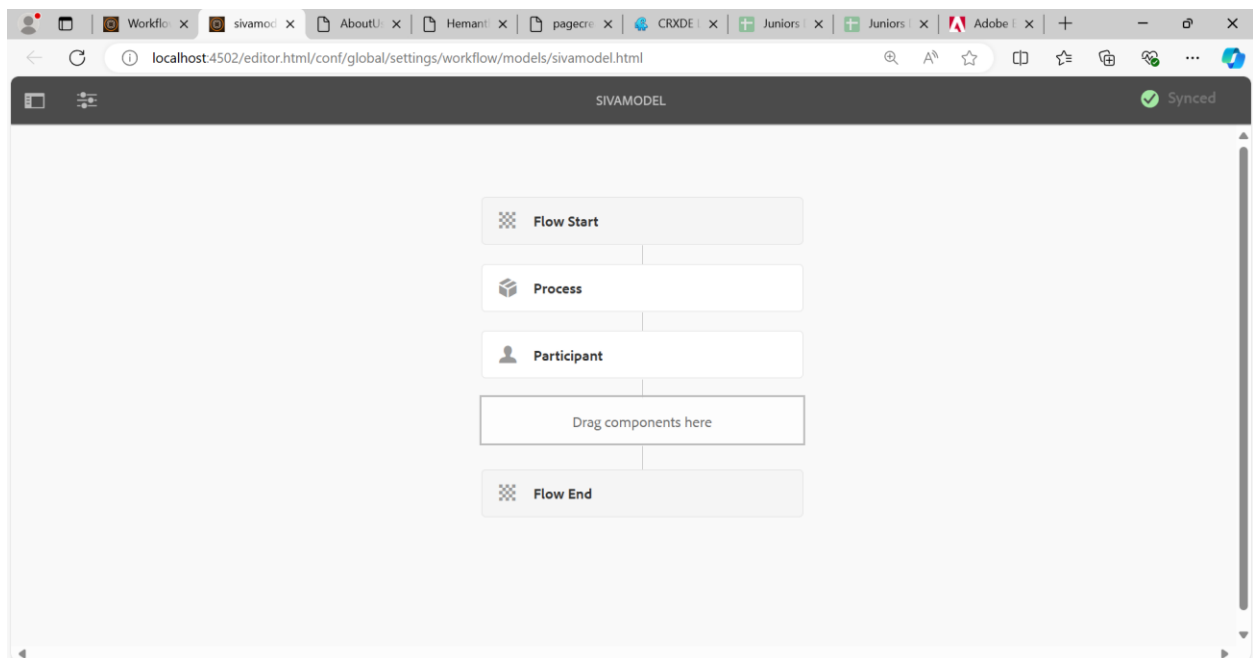 Workflo
sivamod
AboutU
Hemant
pagecre
CRXDE
Juniors
Juniors
Adobe E
localhost:4502/editor.html/conf/global/settings/workflow/models/sivamodel.html
SIVAMODEL
Synced
Flow Start
Process
Participant
Drag components here
Flow End